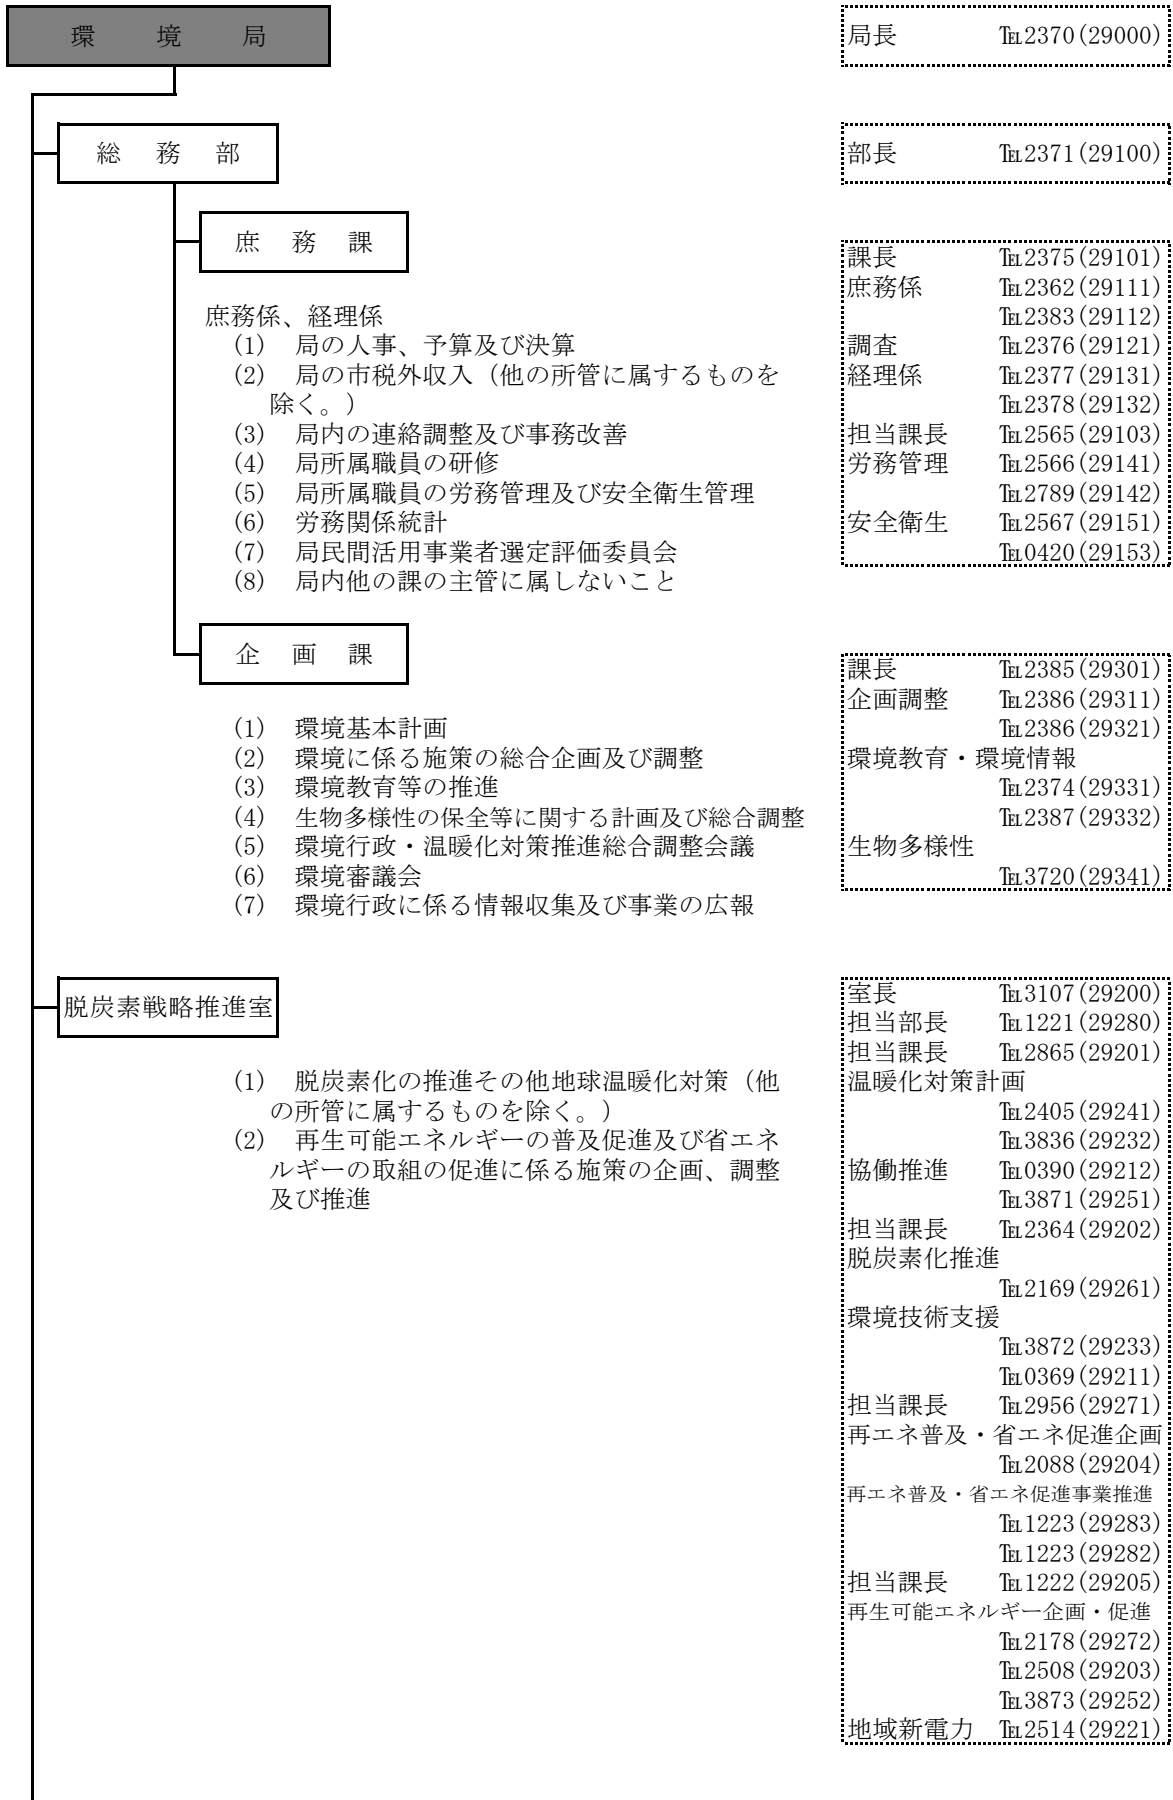 環　境　局
局長　℡2370(29000)
総　務　部
部長　℡2371(29100)
庶　務　課
庶務係、経理係
(1)　局の人事、予算及び決算
(2)　局の市税外収入（他の所管に属するものを
除く。）
(3)　局内の連絡調整及び事務改善
(4)　局所属職員の研修
(5)　局所属職員の労務管理及び安全衛生管理
(6)　労務関係統計
(7)　局民間活用事業者選定評価委員会
(8)　局内他の課の主管に属しないこと
課長　℡2375(29101)
庶務係　℡2362(29111)
℡2383(29112)
調査　℡2376(29121)
経理係　℡2377(29131)
℡2378(29132)
担当課長　℡2565(29103)
労務管理　℡2566(29141)
℡2789(29142)
安全衛生　℡2567(29151)
℡0420(29153)
企　画　課
(1)　環境基本計画
(2)　環境に係る施策の総合企画及び調整
(3)　環境教育等の推進
(4)　生物多様性の保全等に関する計画及び総合調整
(5)　環境行政・温暖化対策推進総合調整会議
(6)　環境審議会
(7)　環境行政に係る情報収集及び事業の広報
課長　℡2385(29301)
企画調整　℡2386(29311)
℡2386(29321)
環境教育・環境情報
℡2374(29331)
℡2387(29332)
生物多様性
℡3720(29341)
脱炭素戦略推進室
(1)　脱炭素化の推進その他地球温暖化対策（他
の所管に属するものを除く。）
(2)　再生可能エネルギーの普及促進及び省エネ
ルギーの取組の促進に係る施策の企画、調整
及び推進
室長　℡3107(29200)
担当部長　℡1221(29280)
担当課長　℡2865(29201)
温暖化対策計画
℡2405(29241)
℡3836(29232)
協働推進　℡0390(29212)
℡3871(29251)
担当課長　℡2364(29202)
脱炭素化推進
℡2169(29261)
環境技術支援
℡3872(29233)
℡0369(29211)
担当課長　℡2956(29271)
再エネ普及・省エネ促進企画
℡2088(29204)
再エネ普及・省エネ促進事業推進
℡1223(29283)
℡1223(29282)
担当課長　℡1222(29205)
再生可能エネルギー企画・促進
℡2178(29272)
℡2508(29203)
℡3873(29252)
地域新電力　℡2514(29221)